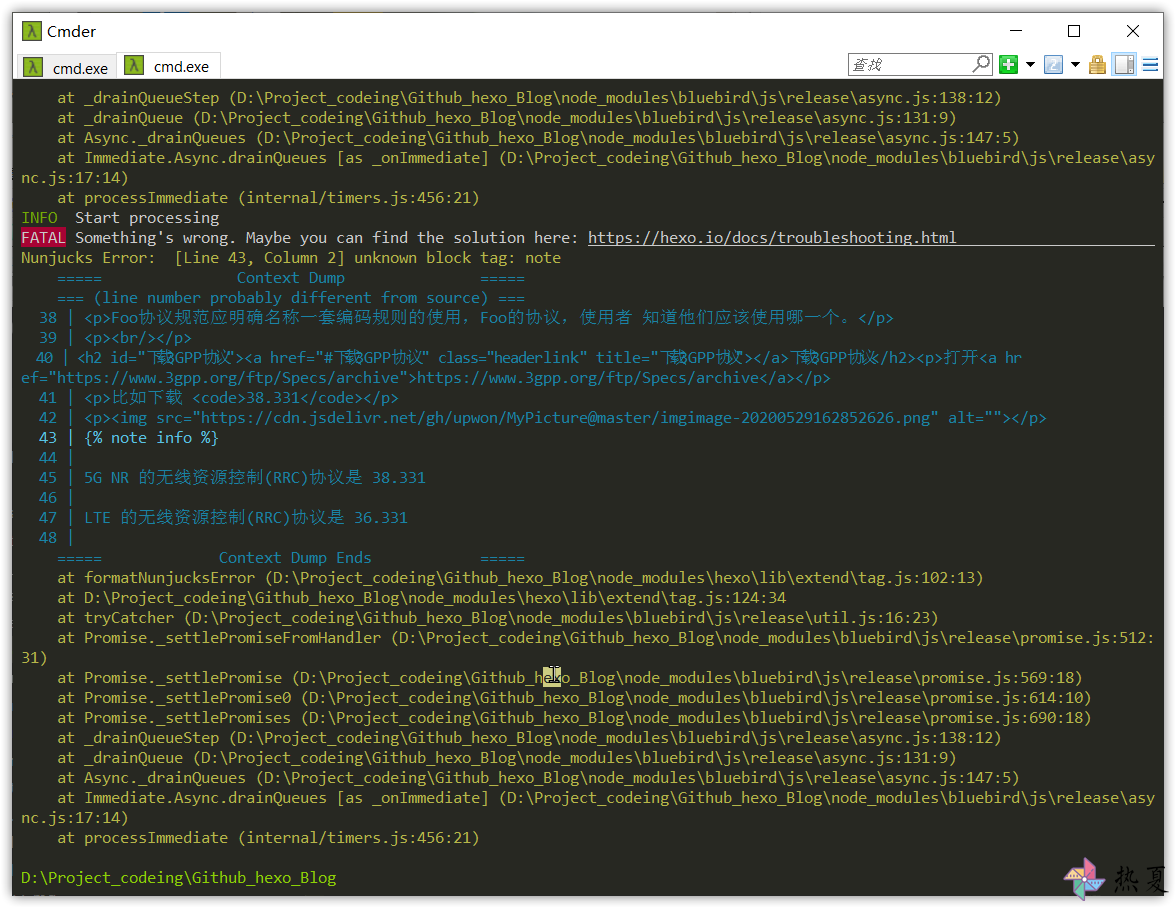 Cmder
cmd.exe
cmd.exe
查找
at _drainQueueStep (D:\Project_codeing\Github_hexo_Blog\node_modules\bluebird\js\release\async.js:138:12)
at _drainQueue (D:\Project_codeing\Github_hexo_Blog\node_modules\bluebird\js\release\async.js:131:9)
at Async._drainQueues (D:\Project_codeing\Github_hexo_Blog\node_modules\bluebird\js\release\async.js:147:5)
at Immediate.Async.drainQueues [as _onImmediate] (D:\Project_codeing\Github_hexo_Blog\node_modules\bluebird\js\release\asy
nc.js:17:14)
at processImmediate (internal/timers.js:456:21)
INFO  Start processing
FATAL Something's wrong. Maybe you can find the solution here: https://hexo.io/docs/troubleshooting.html
Nunjucks Error:  [Line 43, Column 2] unknown block tag: note
=====               Context Dump               =====
=== (line number probably different from source) ===
38 | <p>Foo协议规范应明确名称一套编码规则的使用，Foo的协议，使用者 知道他们应该使用哪一个。</p>
39 | <p><br/></p>
40 | <h2 id="下载3GPP协议"><a href="#下载3GPP协议" class="headerlink" title="下载3GPP协议"></a>下载3GPP协议</h2><p>打开<a hr
ef="https://www.3gpp.org/ftp/Specs/archive">https://www.3gpp.org/ftp/Specs/archive</a></p>
41 | <p>比如下载 <code>38.331</code></p>
42 | <p><img src="https://cdn.jsdelivr.net/gh/upwon/MyPicture@master/imgimage-20200529162852626.png" alt=""></p>
43 | {% note info %}
44 |
45 | 5G NR 的无线资源控制(RRC)协议是 38.331
46 |
47 | LTE 的无线资源控制(RRC)协议是 36.331
48 |
=====             Context Dump Ends            =====
at formatNunjucksError (D:\Project_codeing\Github_hexo_Blog\node_modules\hexo\lib\extend\tag.js:102:13)
at D:\Project_codeing\Github_hexo_Blog\node_modules\hexo\lib\extend\tag.js:124:34
at tryCatcher (D:\Project_codeing\Github_hexo_Blog\node_modules\bluebird\js\release\util.js:16:23)
at Promise._settlePromiseFromHandler (D:\Project_codeing\Github_hexo_Blog\node_modules\bluebird\js\release\promise.js:512:
31)
at Promise._settlePromise (D:\Project_codeing\Github_hexo_Blog\node_modules\bluebird\js\release\promise.js:569:18)
at Promise._settlePromise0 (D:\Project_codeing\Github_hexo_Blog\node_modules\bluebird\js\release\promise.js:614:10)
at Promise._settlePromises (D:\Project_codeing\Github_hexo_Blog\node_modules\bluebird\js\release\promise.js:690:18)
at _drainQueueStep (D:\Project_codeing\Github_hexo_Blog\node_modules\bluebird\js\release\async.js:138:12)
at _drainQueue (D:\Project_codeing\Github_hexo_Blog\node_modules\bluebird\js\release\async.js:131:9)
at Async._drainQueues (D:\Project_codeing\Github_hexo_Blog\node_modules\bluebird\js\release\async.js:147:5)
at Immediate.Async.drainQueues [as _onImmediate] (D:\Project_codeing\Github_hexo_Blog\node_modules\bluebird\js\release\asy
nc.js:17:14)
at processImmediate (internal/timers.js:456:21)
D:\Project_codeing\Github_hexo_Blog
热夏